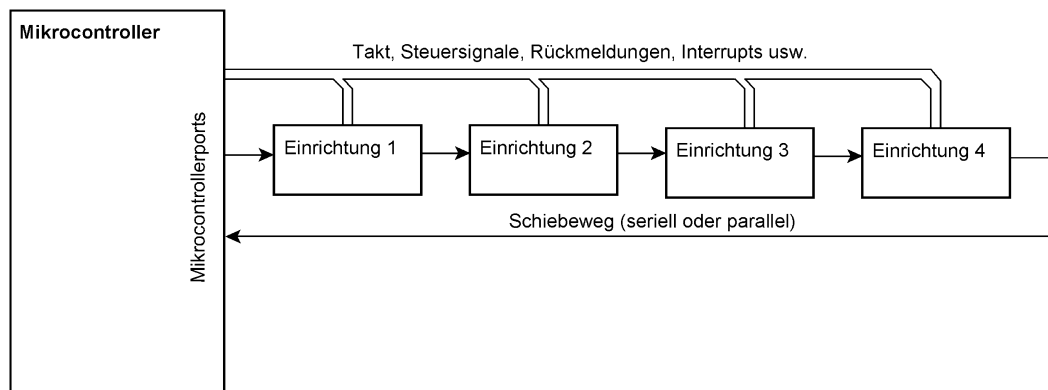 Mikrocontroller
Takt, Steuersignale, Rückmeldungen, Interrupts usw.
Mikrocontrollerports
Einrichtung 1
Einrichtung 2
Einrichtung 3
Einrichtung 4
Schiebeweg (seriell oder parallel)